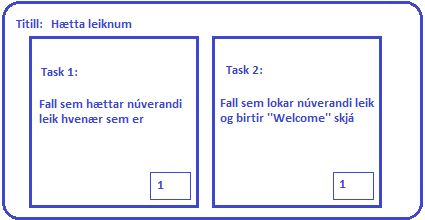 Titill: Hætta leiknum
Task 1:
Fall sem hættar núverandi
leik hvenær sem er
1
Task 2:
Fall sem lokar núverandi leik
og birtir "Welcome" skjá
1